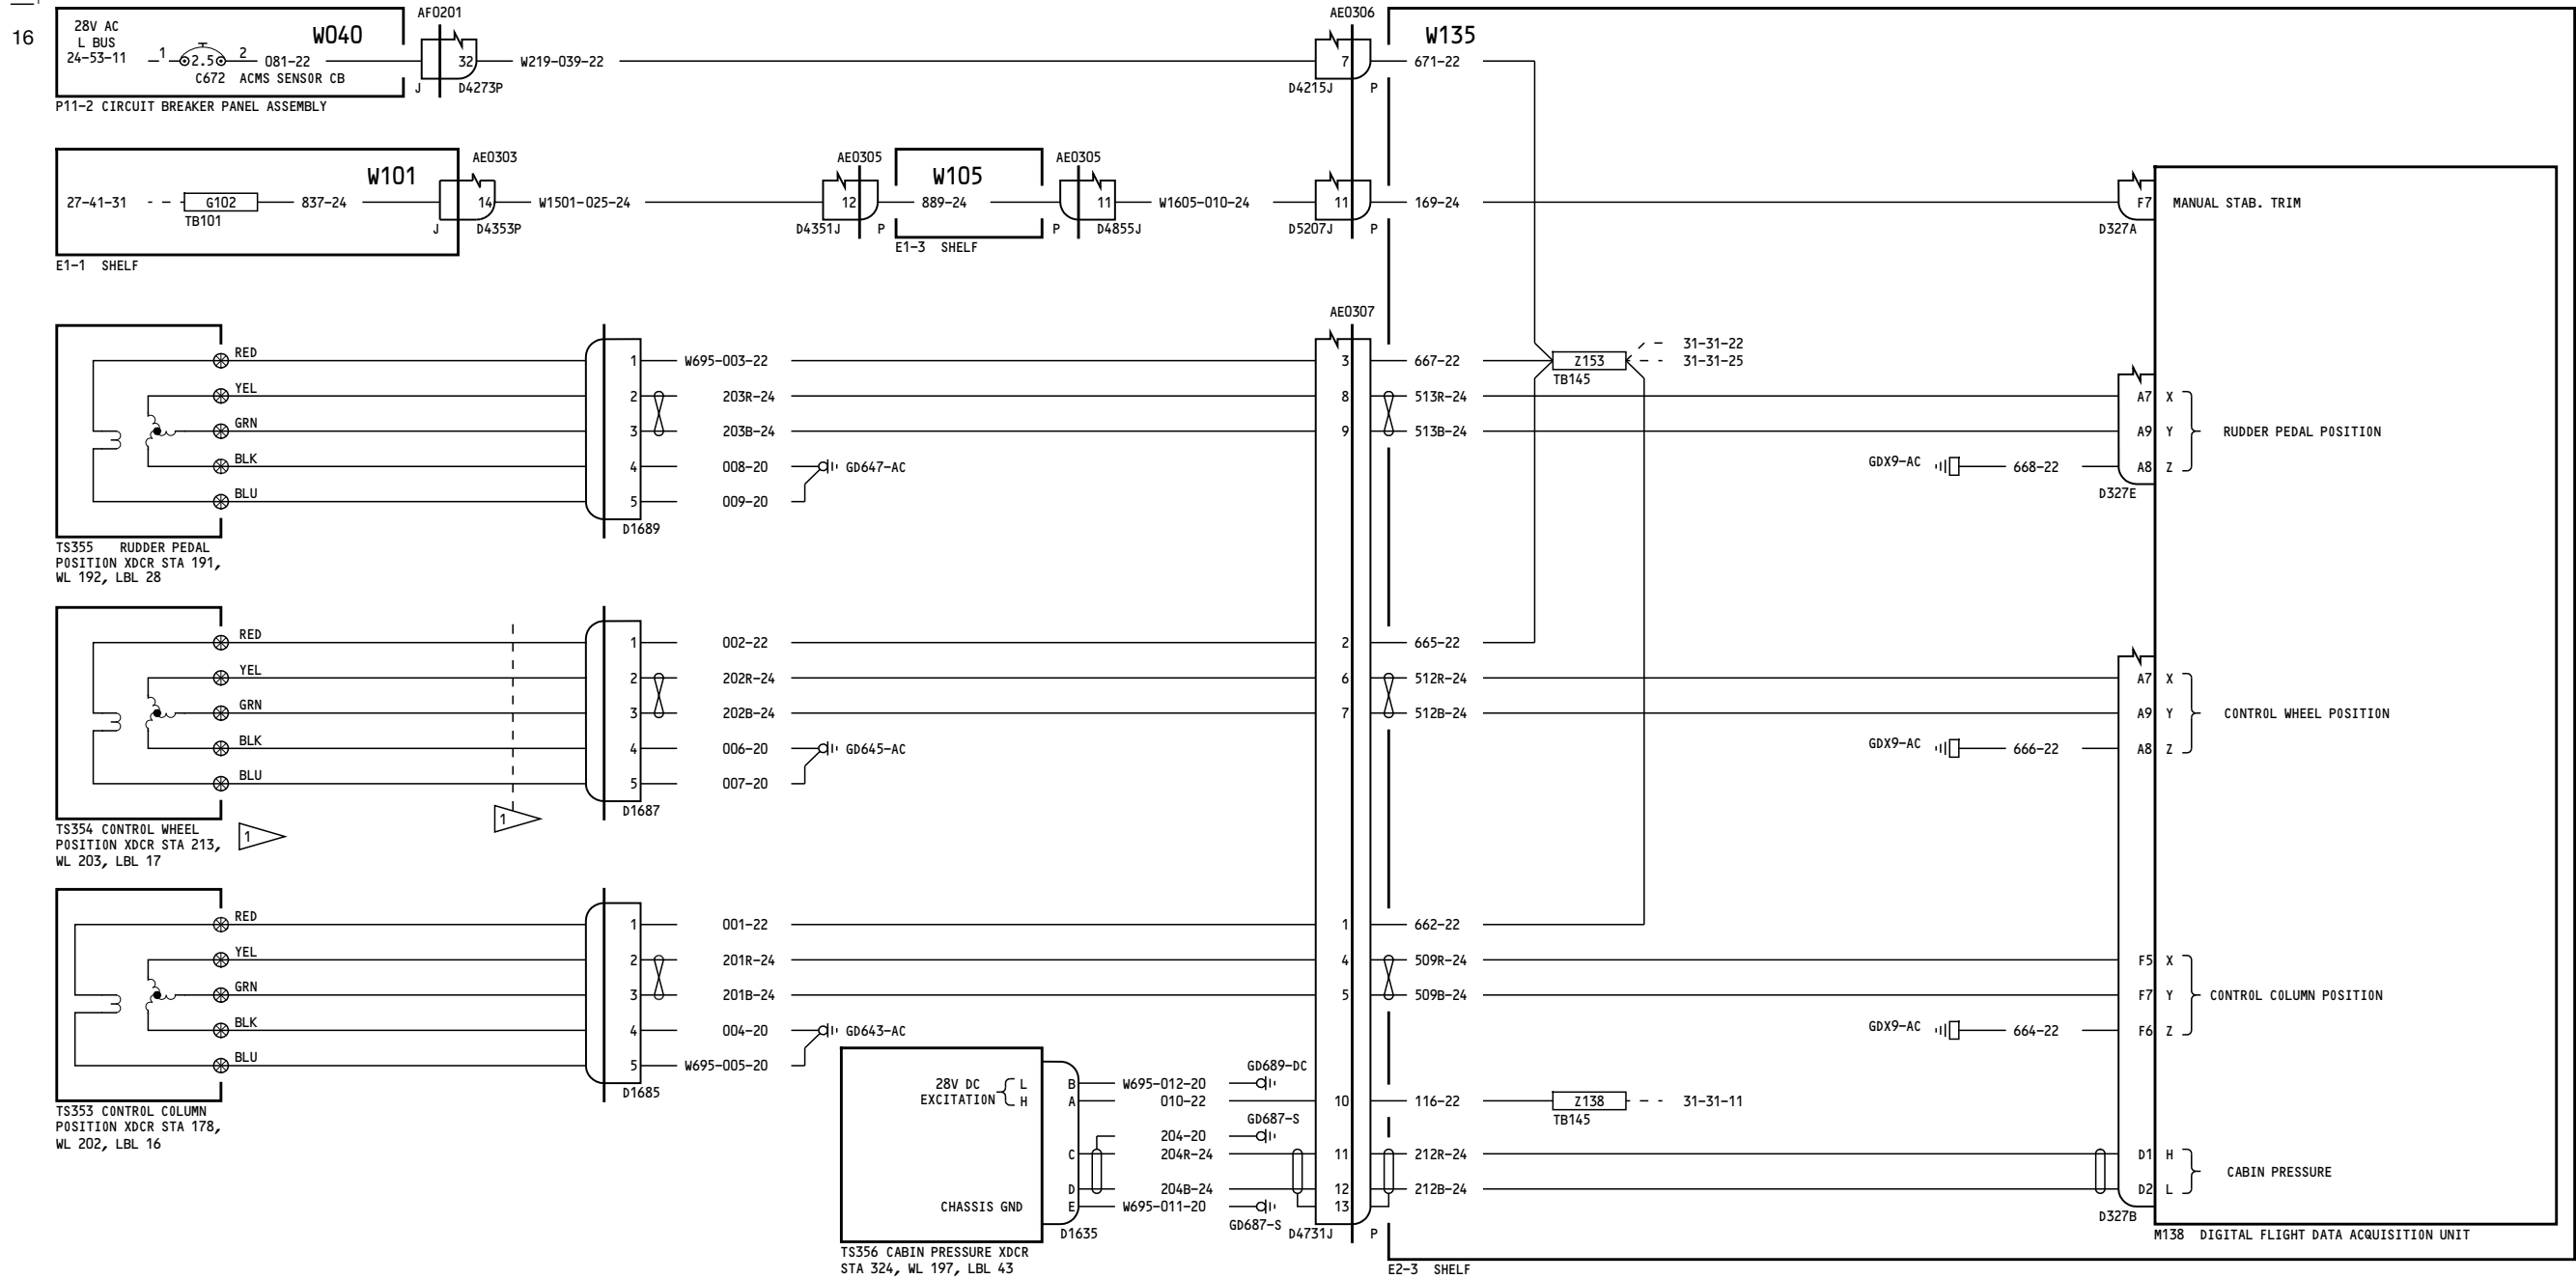 16
28V AC
L BUS
24-53-11
1
2.5
2
081-22
W040
C672 ACMS SENSOR CB
P11-2 CIRCUIT BREAKER PANEL ASSEMBLY
AF0201
32
J
D4273P
W219-039-22
AE0306
7
D4215J
P
W135
671-22
27-41-31
G102
TB101
837-24
W101
E1-1 SHELF
AE0303
14
J
D4353P
W1501-025-24
AE0305
12
D4351J
P
W105
889-24
E1-3 SHELF
AE0305
11
P
D4855J
W1605-010-24
11
D5207J
P
169-24
F7
MANUAL STAB. TRIM
D327A
AE0307
RED
1
W695-003-22
3
667-22
Z153
TB145
31-31-22
31-31-25
YEL
2
203R-24
8
513R-24
A7 X
GRN
3
203B-24
9
513B-24
A9 Y
RUDDER PEDAL POSITION
BLK
4
008-20
GD647-AC
GDX9-AC
668-22
A8 Z
BLU
5
009-20
D1689
D327E
TS355 RUDDER PEDAL
POSITION XDCR STA 191,
WL 192, LBL 28
RED
1
002-22
2
665-22
YEL
2
202R-24
6
512R-24
A7 X
GRN
3
202B-24
7
512B-24
A9 Y
CONTROL WHEEL POSITION
BLK
4
006-20
GD645-AC
GDX9-AC
666-22
A8 Z
BLU
5
007-20
D1687
1
1
TS354 CONTROL WHEEL
POSITION XDCR STA 213,
WL 203, LBL 17
RED
1
001-22
1
662-22
YEL
2
201R-24
4
509R-24
F5 X
GRN
3
201B-24
5
509B-24
F7 Y
CONTROL COLUMN POSITION
BLK
4
004-20
GD643-AC
GDX9-AC
664-22
F6 Z
BLU
5
W695-005-20
D1685
TS353 CONTROL COLUMN
POSITION XDCR STA 178,
WL 202, LBL 16
28V DC
EXCITATION
L
H
B
W695-012-20
GD689-DC
A
010-22
10
116-22
Z138
TB145
31-31-11
204-20
GD687-S
C
204R-24
11
212R-24
D1 H
CABIN PRESSURE
D
204B-24
12
212B-24
D2 L
CHASSIS GND
E
W695-011-20
GD687-S
13
D1635
D4731J
P
D327B
TS356 CABIN PRESSURE XDCR
STA 324, WL 197, LBL 43
M138 DIGITAL FLIGHT DATA ACQUISITION UNIT
E2-3 SHELF